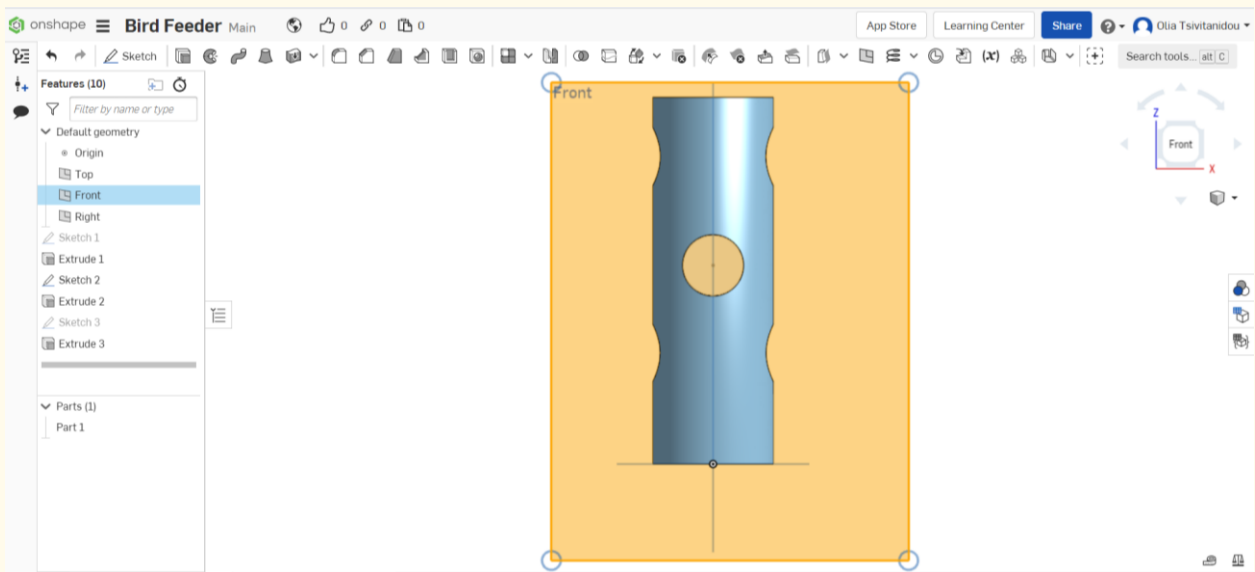 onshape Bird Feeder Main 0 0 0 App Store Learning Center Share Olia Tsivitanidou
Sketch Search tools... alt C
Features (10)
Filter by name or type
Default geometry
Origin
Top
Front
Right
Sketch 1
Extrude 1
Sketch 2
Extrude 2
Sketch 3
Extrude 3
Parts (1)
Part 1
Front
Z
Front
X